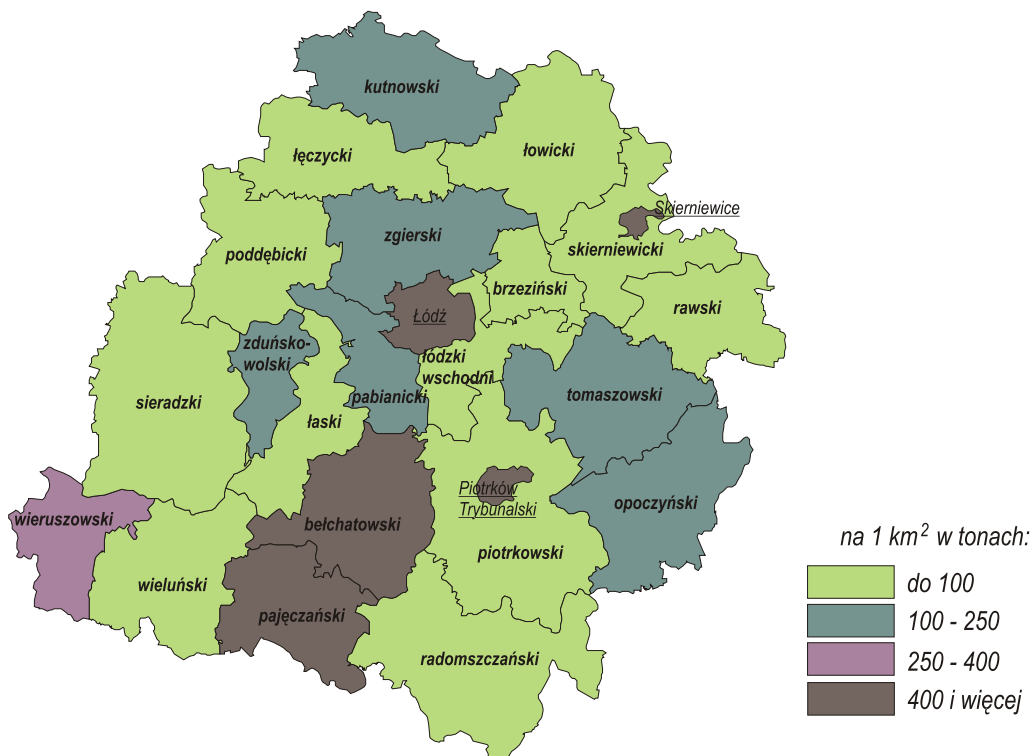 kutnowski
łęczycki
łowicki
Skierniewice
zgierski
skierniewicki
poddębicki
brzeziński
rawski
Łódź
zduńsko-
wolski
łódzki
wschodni
pabianicki
tomaszowski
sieradzki
łaski
Piotrków
Trybunalski
opoczyński
wieruszowski
bełchatowski
piotrkowski
wieluński
pajęczański
radomszczański
na 1 km² w tonach:
do 100
100 - 250
250 - 400
400 i więcej